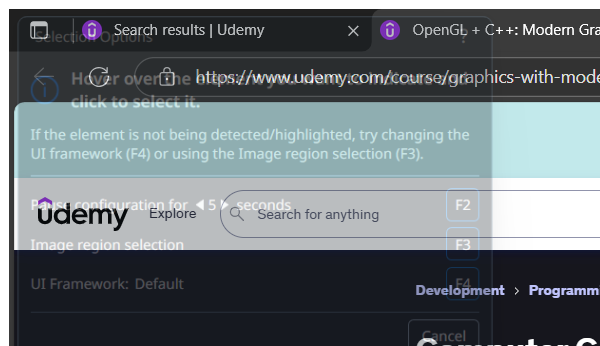 Selection Options
?
Search results | Udemy
OpenGL + C++: Modern Gra
Hover over the element you want to indicate and
click to select it.
https://www.udemy.com/course/graphics-with-mode
If the element is not being detected/highlighted, try changing the
UI framework (F4) or using the Image region selection (F3).
Pause configuration for 5 seconds
F2
udemy
Explore
Search for anything
Image region selection
F3
UI Framework: Default
F4
Development > Programm
Cancel
Computer G